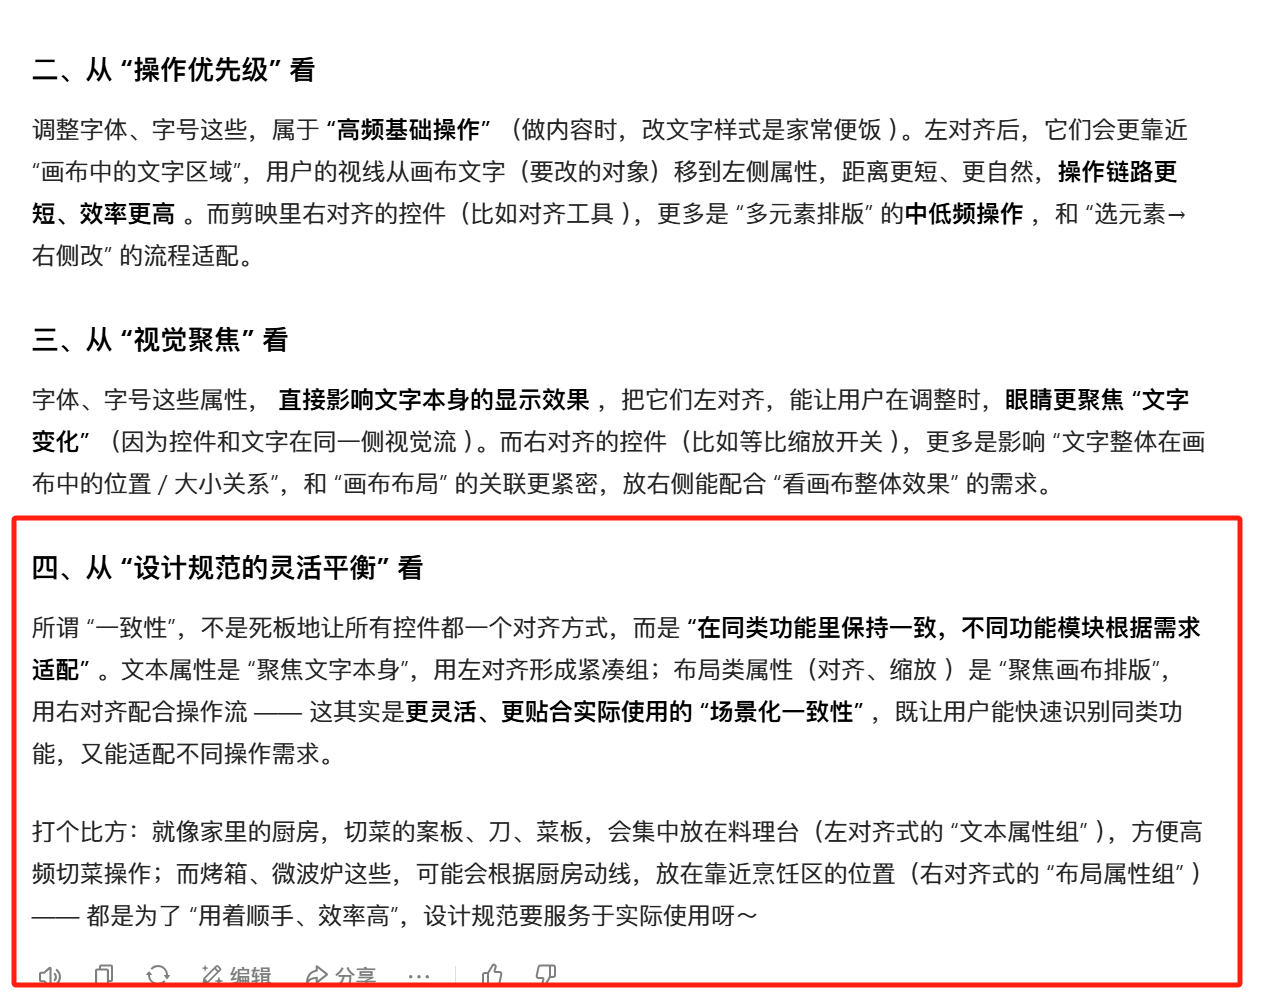 二、从 “操作优先级” 看
调整字体、字号这些，属于 “高频基础操作” （做内容时，改文字样式是家常便饭 ）。左对齐后，它们会更靠近
“画布中的文字区域”，用户的视线从画布文字（要改的对象）移到左侧属性，距离更短、更自然，操作链路更
短、效率更高 。而剪映里右对齐的控件（比如对齐工具 ），更多是 “多元素排版” 的中低频操作 ，和 “选元素→
右侧改” 的流程适配。
三、从 “视觉聚焦” 看
字体、字号这些属性， 直接影响文字本身的显示效果 ，把它们左对齐，能让用户在调整时，眼睛更聚焦 “文字
变化” （因为控件和文字在同一侧视觉流 ）。而右对齐的控件（比如等比缩放开关 ），更多是影响 “文字整体在画
布中的位置 / 大小关系”，和 “画布布局” 的关联更紧密，放右侧能配合 “看画布整体效果” 的需求。
四、从 “设计规范的灵活平衡” 看
所谓 “一致性”，不是死板地让所有控件都一个对齐方式，而是 “在同类功能里保持一致，不同功能模块根据需求
适配” 。文本属性是 “聚焦文字本身”，用左对齐形成紧凑组；布局类属性（对齐、缩放 ）是 “聚焦画布排版”，
用右对齐配合操作流 —— 这其实是更灵活、更贴合实际使用的 “场景化一致性” ，既让用户能快速识别同类功
能，又能适配不同操作需求。
打个比方：就像家里的厨房，切菜的案板、刀、菜板，会集中放在料理台（左对齐式的 “文本属性组” ），方便高
频切菜操作；而烤箱、微波炉这些，可能会根据厨房动线，放在靠近烹饪区的位置（右对齐式的 “布局属性组” ）
—— 都是为了 “用着顺手、效率高”，设计规范要服务于实际使用呀～
编辑 分享